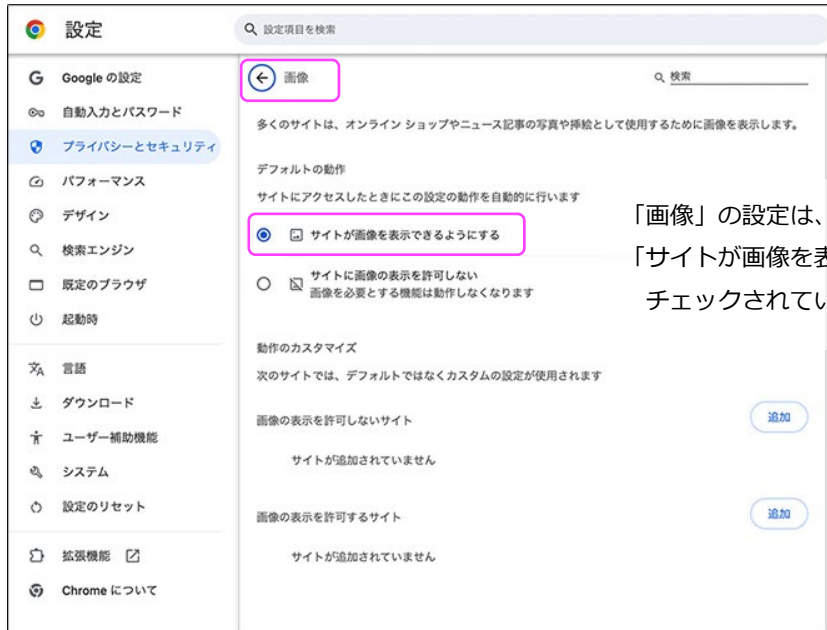 設定
設定項目を検索
Google の設定
自動入力とパスワード
プライバシーとセキュリティ
パフォーマンス
デザイン
検索エンジン
既定のブラウザ
起動時
言語
ダウンロード
ユーザー補助機能
システム
設定のリセット
拡張機能
Chrome について
画像
検索
多くのサイトは、オンライン ショップやニュース記事の写真や挿絵として使用するために画像を表示します。
デフォルトの動作
サイトにアクセスしたときにこの設定の動作を自動的に行います
サイトが画像を表示できるようにする
サイトに画像の表示を許可しない
画像を必要とする機能は動作しなくなります
動作のカスタマイズ
次のサイトでは、デフォルトではなくカスタムの設定が使用されます
画像の表示を許可しないサイト
追加
サイトが追加されていません
画像の表示を許可するサイト
追加
サイトが追加されていません
「画像」の設定は、
「サイトが画像を表
チェックされてい